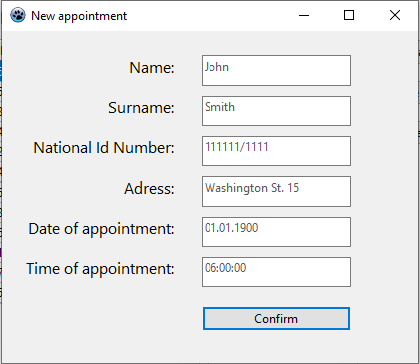 New appointment
Name: John
Surname: Smith
National Id Number: 111111/1111
Adress: Washington St. 15
Date of appointment: 01.01.1900
Time of appointment: 06:00:00
Confirm